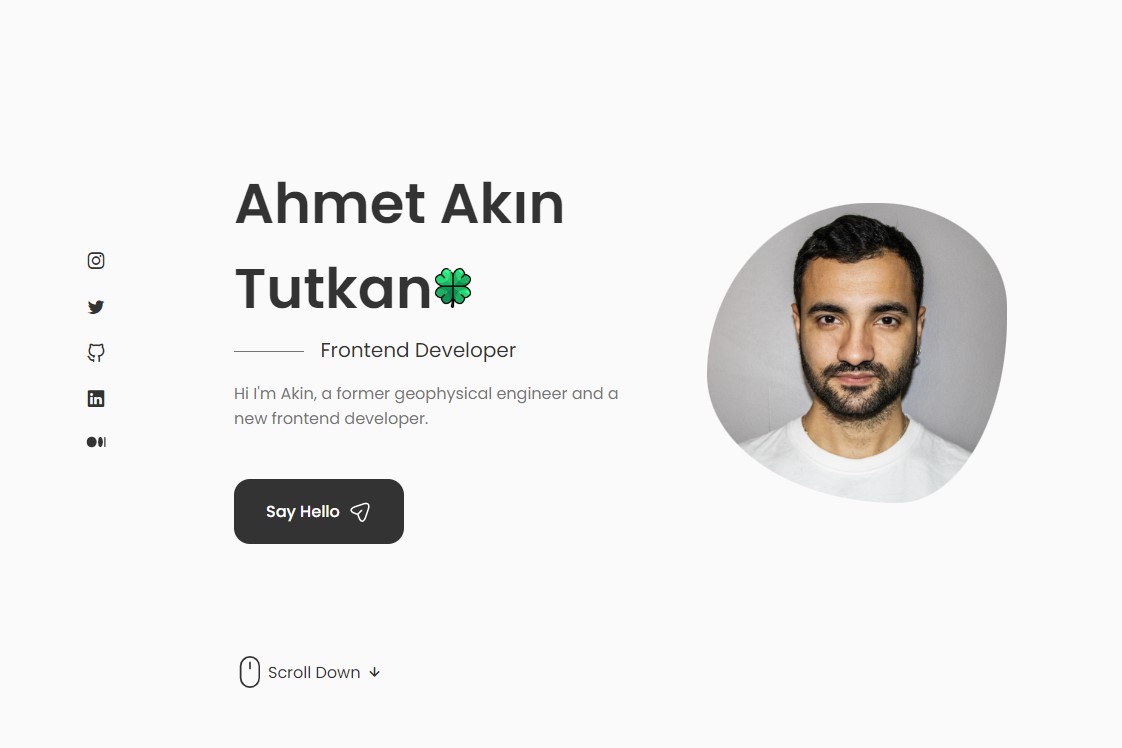 Ahmet Akın
Tutkan🍀
Frontend Developer
Hi I'm Akin, a former geophysical engineer and a
new frontend developer.
Say Hello
Scroll Down ↓